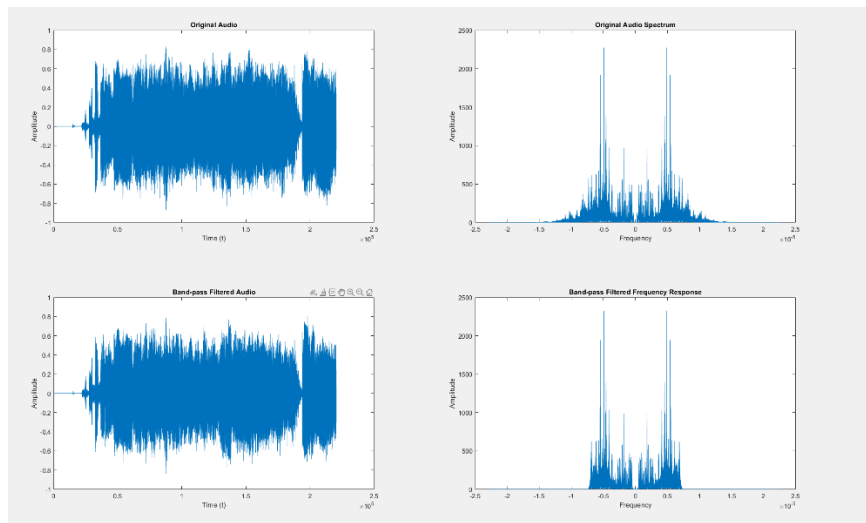 Original Audio
1
0.8
0.6
0.4
0.2
0
-0.2
-0.4
-0.6
-0.8
-1
Amplitude
0 0.5 1 1.5 2 2.5
Time (t)
×10⁵
Original Audio Spectrum
2500
2000
1500
1000
500
0
Amplitude
-2.5 -2 -1.5 -1 -0.5 0 0.5 1 1.5 2 2.5
Frequency
Band-pass Filtered Audio
1
0.8
0.6
0.4
0.2
0
-0.2
-0.4
-0.6
-0.8
-1
Amplitude
0 0.5 1 1.5 2 2.5
Time (t)
×10⁵
Band-pass Filtered Frequency Response
2500
2000
1500
1000
500
0
Amplitude
-2.5 -2 -1.5 -1 -0.5 0 0.5 1 1.5 2 2.5
Frequency